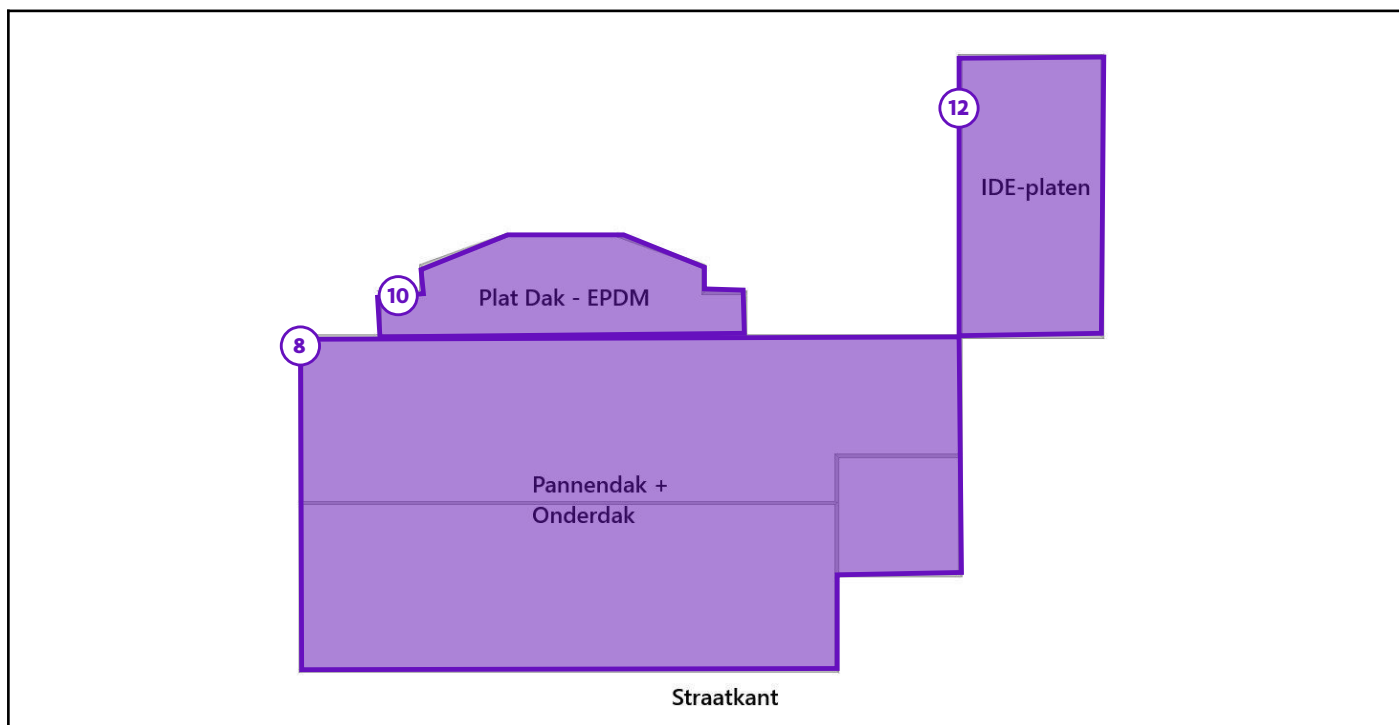 12
IDE-platen
10
Plat Dak - EPDM
8
Pannendak +
Onderdak
Straatkant